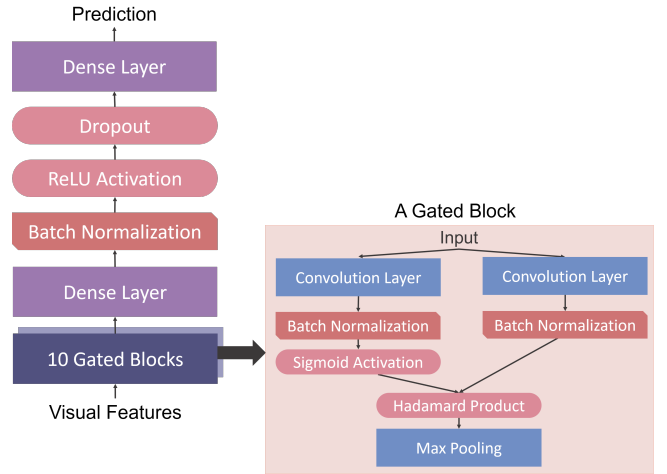 Prediction
Dense Layer
Dropout
ReLU Activation
Batch Normalization
Dense Layer
10 Gated Blocks
Visual Features
A Gated Block
Input
Convolution Layer
Convolution Layer
Batch Normalization
Batch Normalization
Sigmoid Activation
Hadamard Product
Max Pooling